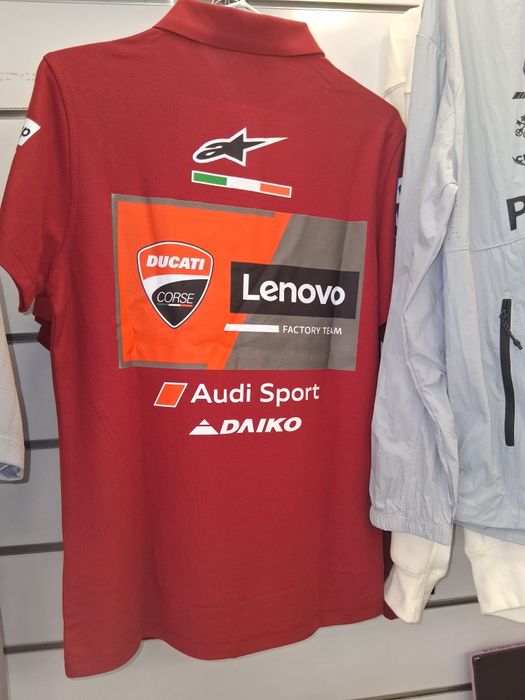 DUCATI
CORSE
Lenovo
FACTORY TEAM
Audi Sport
DAIKO